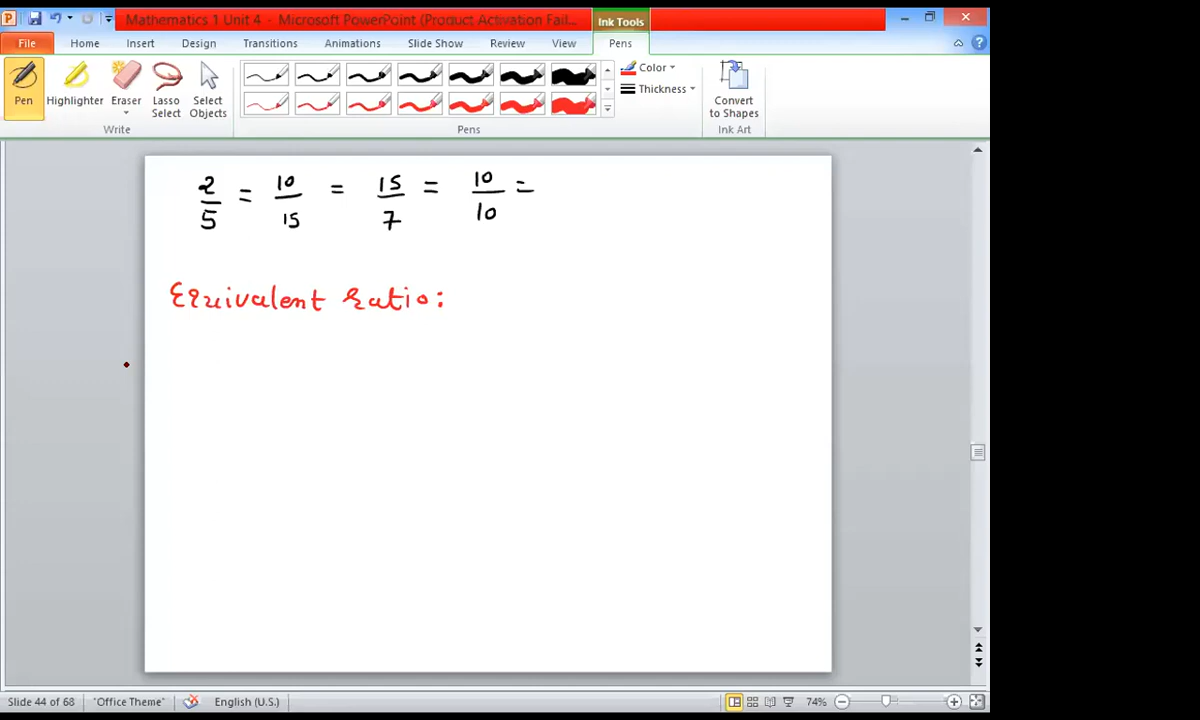 Mathematics 1 Unit 4 - Microsoft PowerPoint (Product Activation Fail...
Ink Tools
File Home Insert Design Transitions Animations Slide Show Review View Pens
Pen Highlighter Eraser Lasso Select Select Objects
Color
Thickness
Convert to Shapes
Write Pens Ink Art
2/5 = 10/15 = 15/7 = 10/10 =
Equivalent Ratio:
Slide 44 of 68 "Office Theme" English (U.S.) 74%